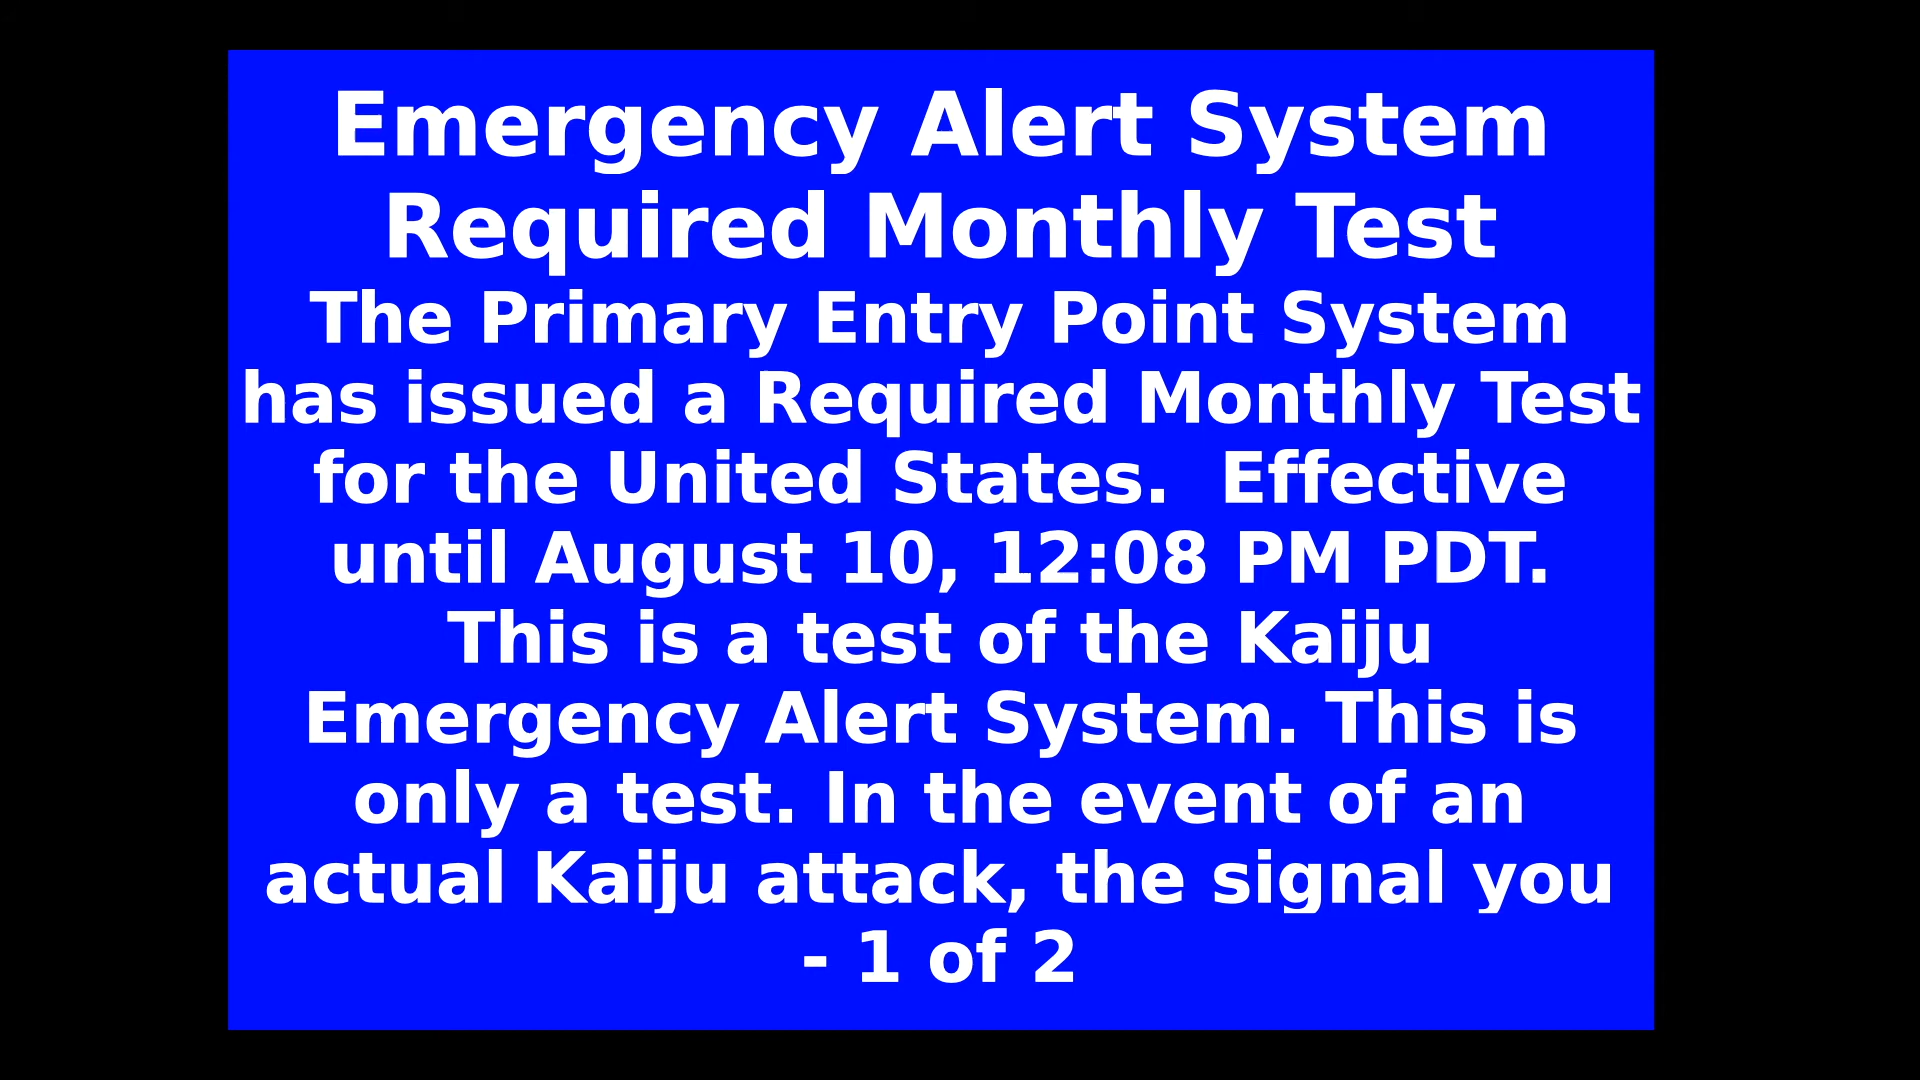 Emergency Alert System
Required Monthly Test
The Primary Entry Point System
has issued a Required Monthly Test
for the United States.  Effective
until August 10, 12:08 PM PDT.
This is a test of the Kaiju
Emergency Alert System. This is
only a test. In the event of an
actual Kaiju attack, the signal you
- 1 of 2